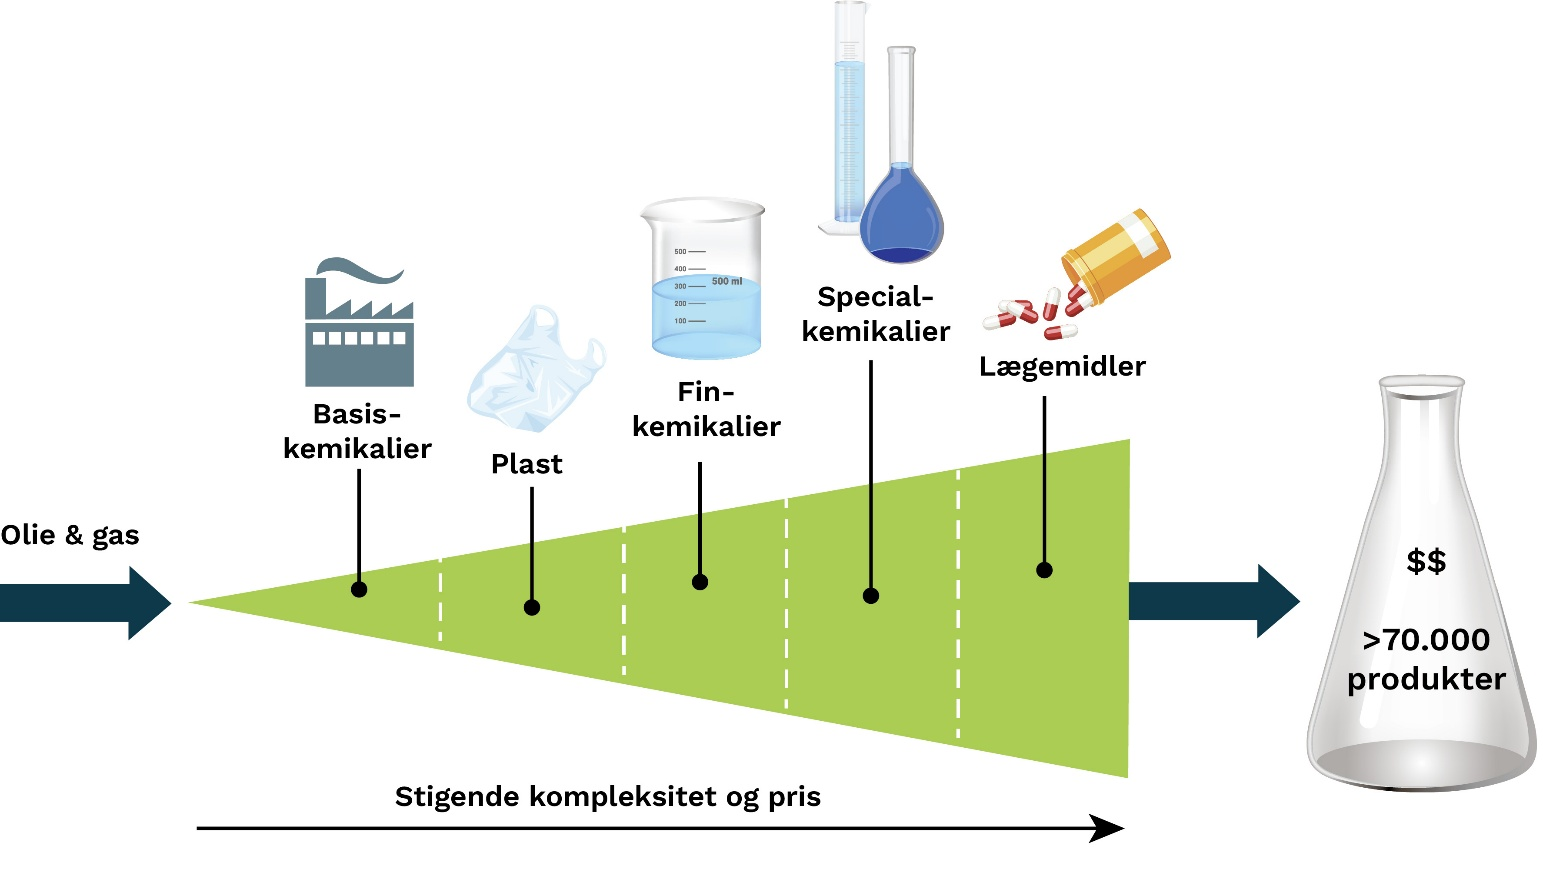 Olie & gas
Basis-
kemikalier
Plast
500
400
300
200
100
500 ml
Fin-
kemikalier
Special-
kemikalier
Lægemidler
$$
>70.000
produkter
Stigende kompleksitet og pris